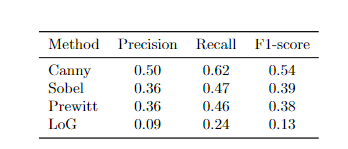 Method Precision Recall F1-score
Canny 0.50 0.62 0.54
Sobel 0.36 0.47 0.39
Prewitt 0.36 0.46 0.38
LoG 0.09 0.24 0.13